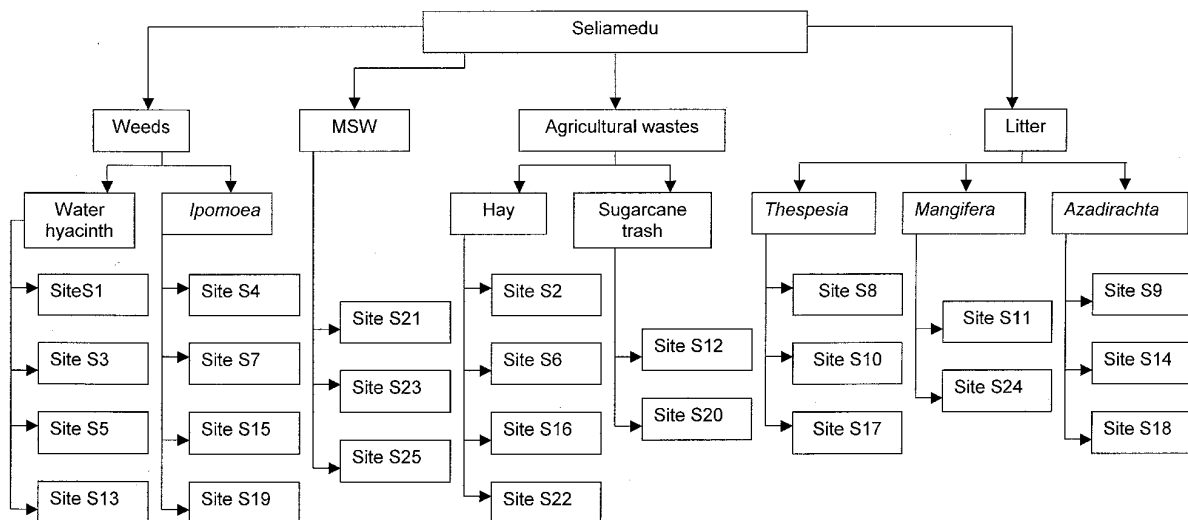 Seliamedu
Weeds
MSW
Agricultural wastes
Litter
Water
hyacinth
Ipomoea
Hay
Sugarcane
trash
Thespesia
Mangifera
Azadirachta
SiteS1
Site S3
Site S5
Site S13
Site S4
Site S7
Site S15
Site S19
Site S21
Site S23
Site S25
Site S2
Site S6
Site S16
Site S22
Site S12
Site S20
Site S8
Site S10
Site S17
Site S11
Site S24
Site S9
Site S14
Site S18